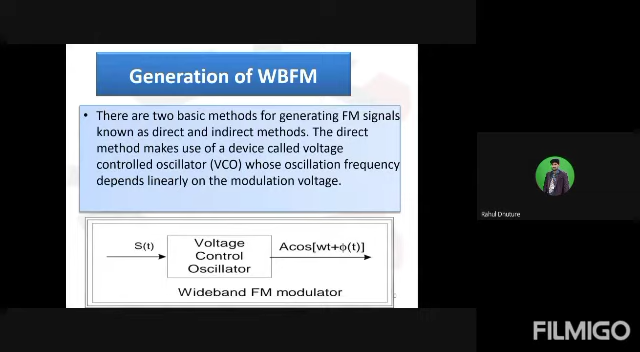 Generation of WBFM
• There are two basic methods for generating FM signals
known as direct and indirect methods. The direct
method makes use of a device called voltage
controlled oscillator (VCO) whose oscillation frequency
depends linearly on the modulation voltage.
S(t)
Voltage
Control
Oscillator
Acos[wt+ϕ(t)]
Wideband FM modulator
Rahul Dhuture
FILMIGO